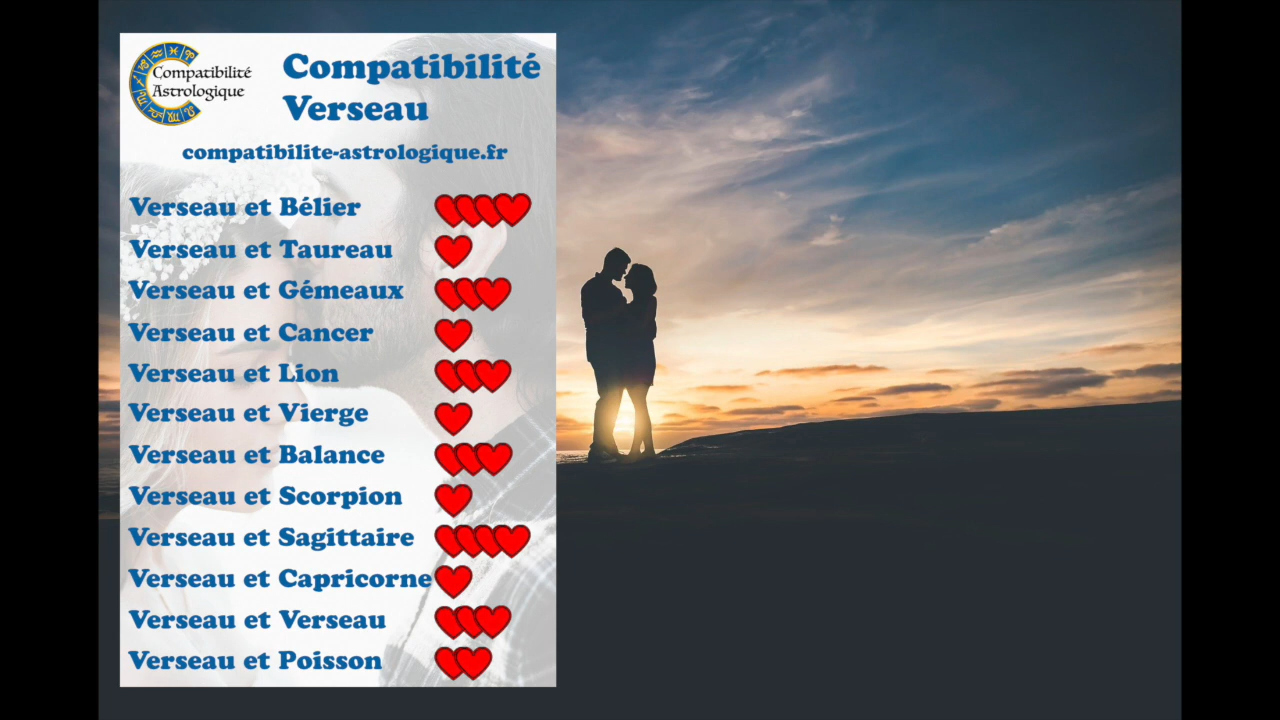 Compatibilité
Astrologique
Compatibilité
Verseau
compatibilite-astrologique.fr
Verseau et Bélier
Verseau et Taureau
Verseau et Gémeaux
Verseau et Cancer
Verseau et Lion
Verseau et Vierge
Verseau et Balance
Verseau et Scorpion
Verseau et Sagittaire
Verseau et Capricorne
Verseau et Verseau
Verseau et Poisson